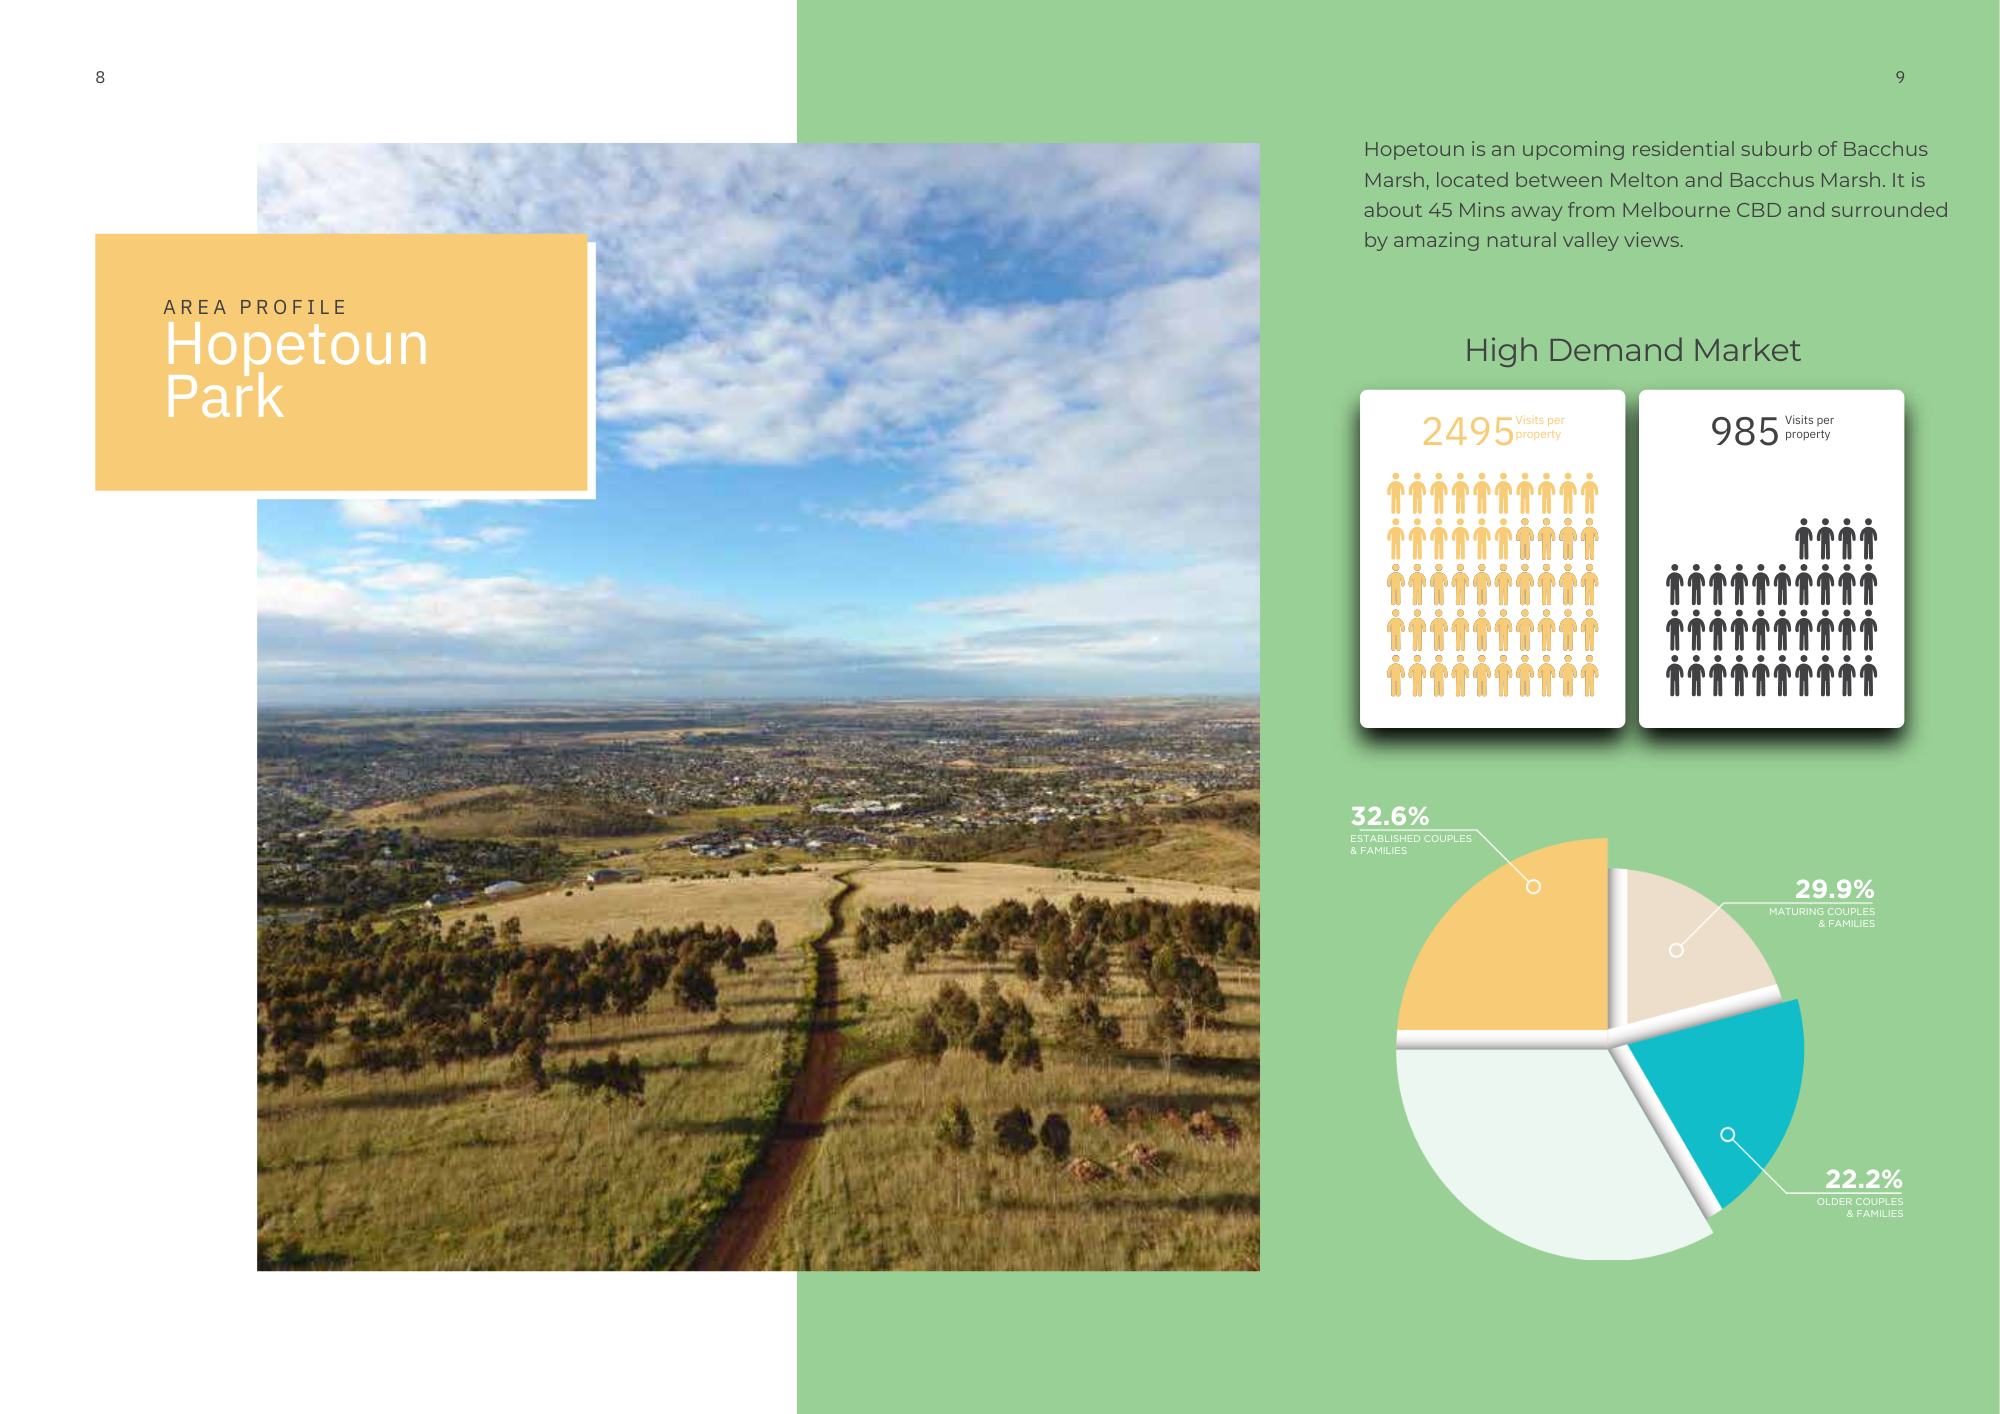 8
9
AREA PROFILE
Hopetoun
Park
Hopetoun is an upcoming residential suburb of Bacchus
Marsh, located between Melton and Bacchus Marsh. It is
about 45 Mins away from Melbourne CBD and surrounded
by amazing natural valley views.
High Demand Market
2495 Visits per
property
985 Visits per
property
32.6%
ESTABLISHED COUPLES
& FAMILIES
29.9%
MATURING COUPLES
& FAMILIES
22.2%
OLDER COUPLES
& FAMILIES